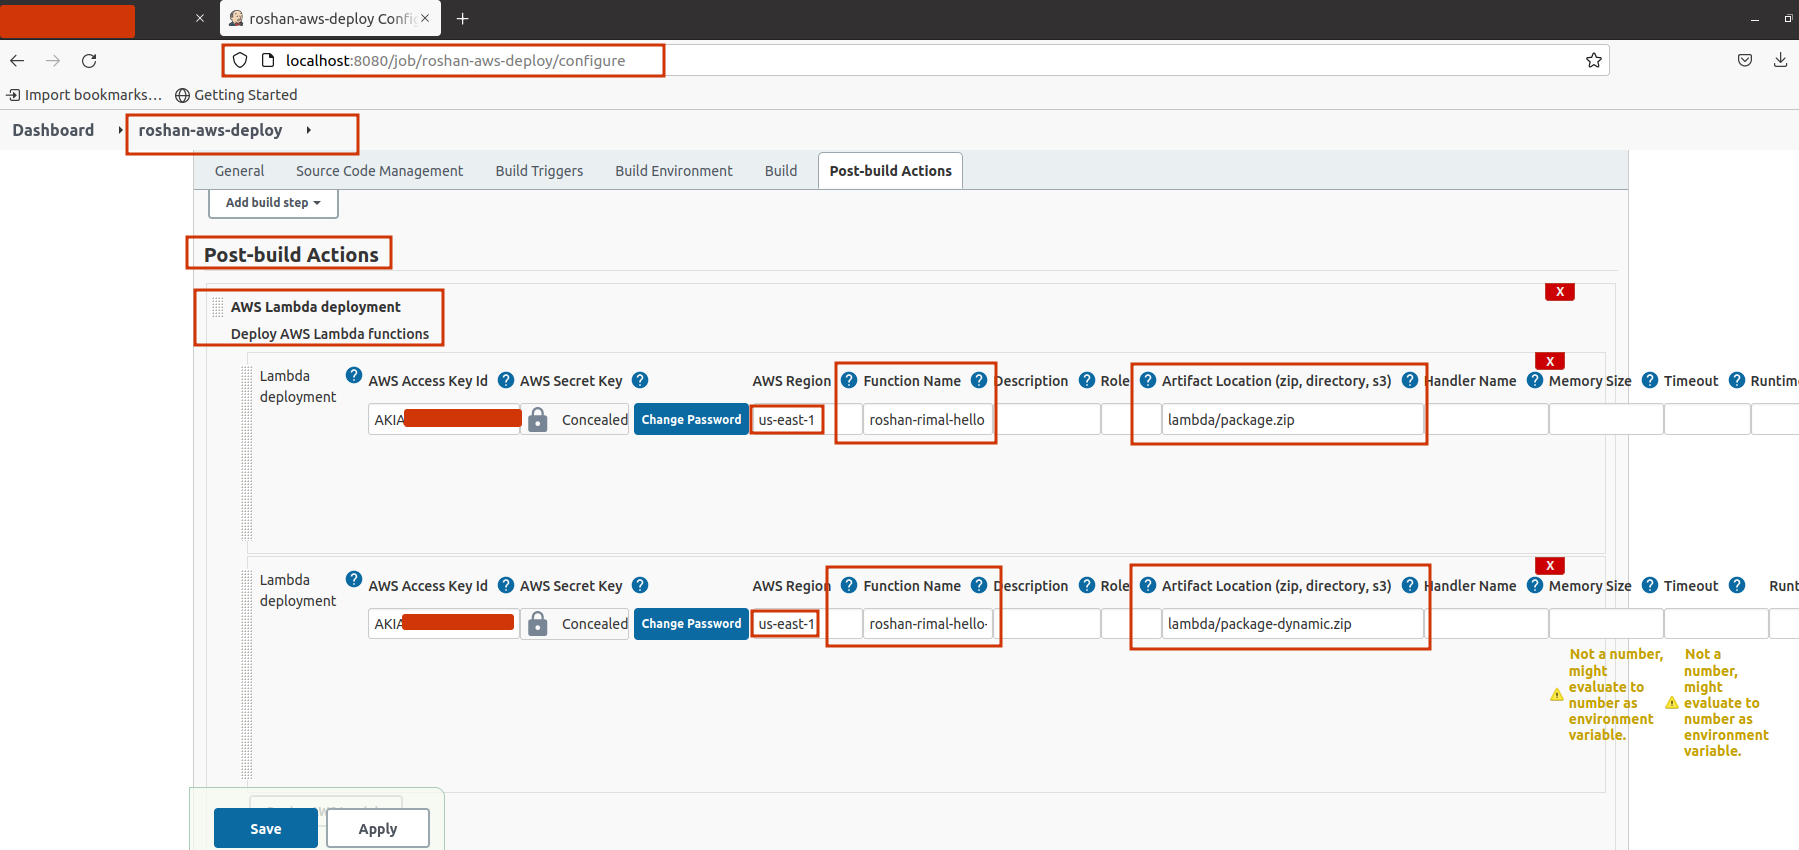 roshan-aws-deploy Config
localhost:8080/job/roshan-aws-deploy/configure
Import bookmarks… Getting Started
Dashboard roshan-aws-deploy
General Source Code Management Build Triggers Build Environment Build Post-build Actions
Add build step
Post-build Actions
X
AWS Lambda deployment
Deploy AWS Lambda functions
X
Lambda deployment
? AWS Access Key Id ? AWS Secret Key ? AWS Region ? Function Name ? Description ? Role ? Artifact Location (zip, directory, s3) ? Handler Name ? Memory Size ? Timeout ? Runtime
AKIA Concealed Change Password us-east-1 roshan-rimal-hello lambda/package.zip
X
Lambda deployment
? AWS Access Key Id ? AWS Secret Key ? AWS Region ? Function Name ? Description ? Role ? Artifact Location (zip, directory, s3) ? Handler Name ? Memory Size ? Timeout ? Runt
AKIA Concealed Change Password us-east-1 roshan-rimal-hello- lambda/package-dynamic.zip
Not a number,
might
evaluate to
number as
environment
variable.
Not a
number,
might
evaluate to
number as
environment
variable.
Save Apply